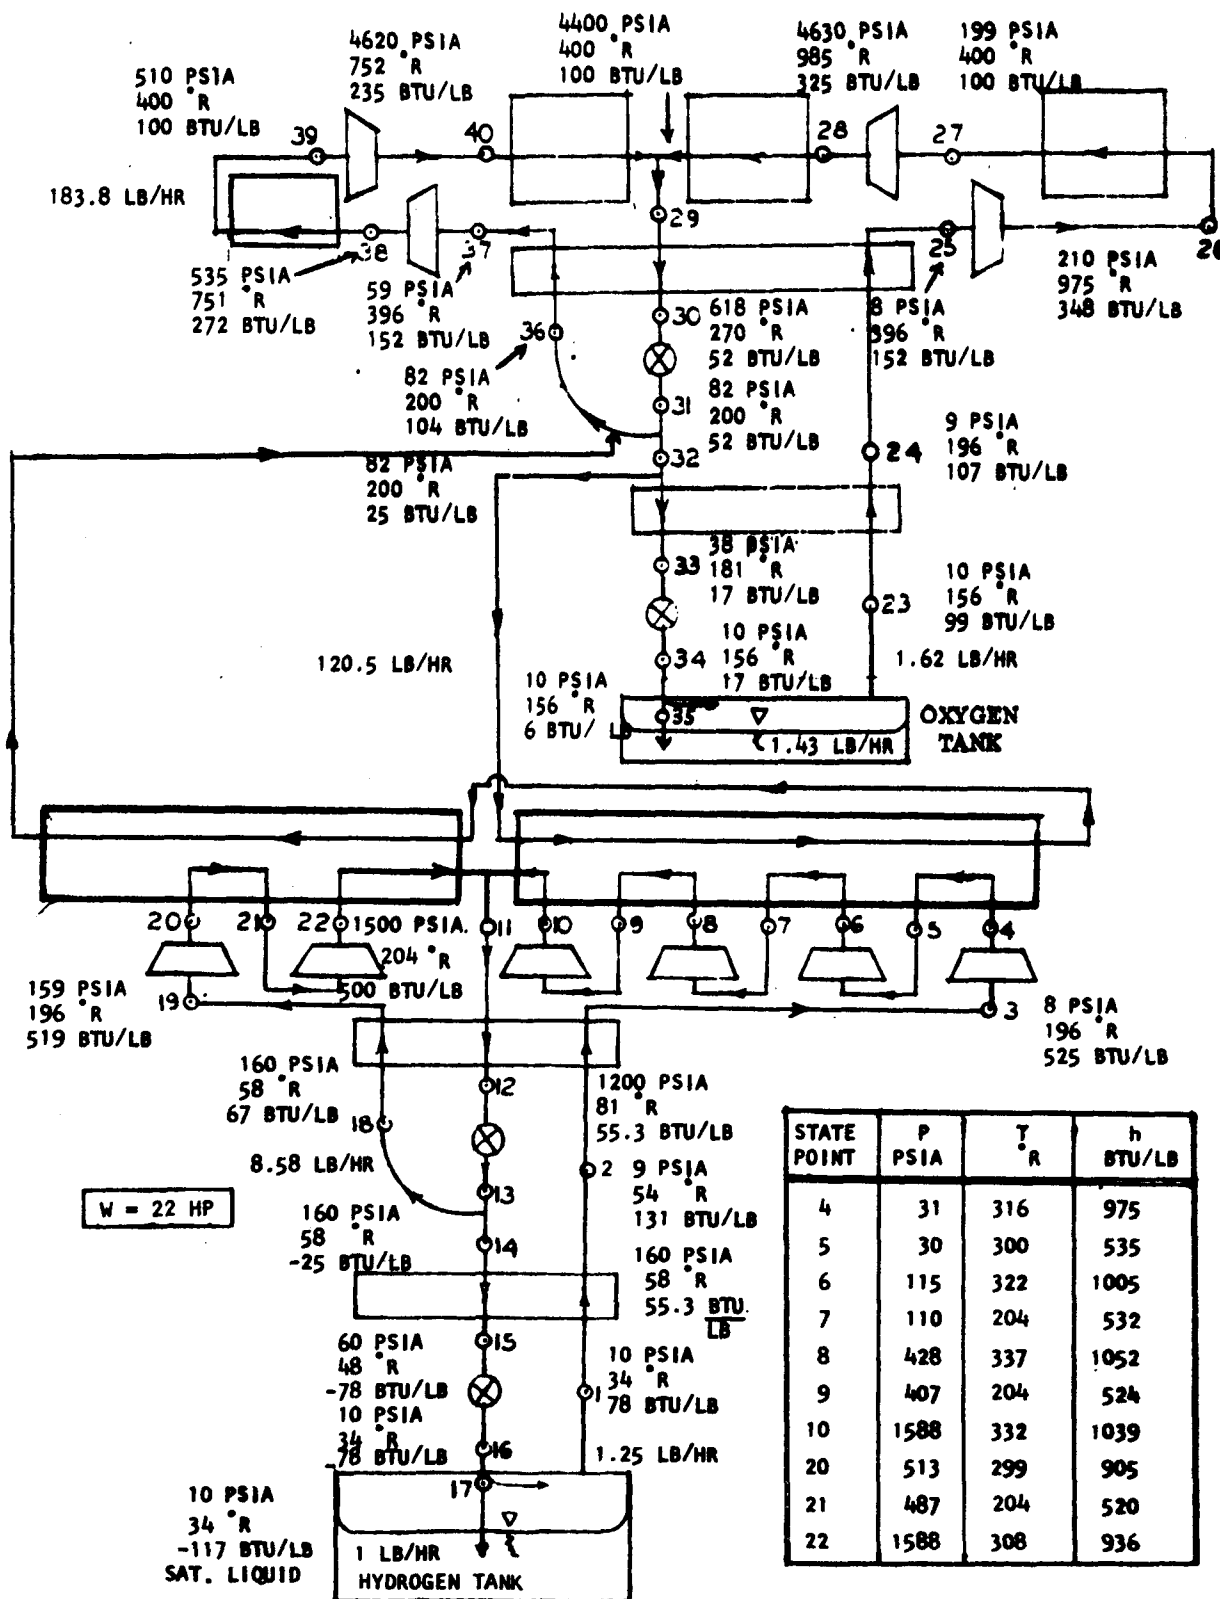 4620 PSIA
752 °R
235 BTU/LB
4400 PSIA
400 °R
100 BTU/LB
4630 PSIA
985 °R
325 BTU/LB
199 PSIA
400 °R
100 BTU/LB
510 PSIA
400 °R
100 BTU/LB
39
40
28
27
183.8 LB/HR
29
38
37
25
26
535 PSIA
751 °R
272 BTU/LB
59 PSIA
396 °R
152 BTU/LB
618 PSIA
270 °R
52 BTU/LB
8 PSIA
396 °R
152 BTU/LB
210 PSIA
975 °R
348 BTU/LB
30
36
82 PSIA
200 °R
104 BTU/LB
31
82 PSIA
200 °R
52 BTU/LB
32
9 PSIA
196 °R
107 BTU/LB
24
82 PSIA
200 °R
25 BTU/LB
33
38 PSIA
181 °R
17 BTU/LB
23
10 PSIA
156 °R
99 BTU/LB
120.5 LB/HR
34
10 PSIA
156 °R
17 BTU/LB
1.62 LB/HR
10 PSIA
156 °R
6 BTU/ LB
35
1.43 LB/HR
OXYGEN
TANK
20
21
22
1500 PSIA.
204 °R
500 BTU/LB
11
10
9
8
7
6
5
4
159 PSIA
196 °R
519 BTU/LB
19
3
8 PSIA
196 °R
525 BTU/LB
160 PSIA
58 °R
67 BTU/LB
12
1200 PSIA
81 °R
55.3 BTU/LB
18
8.58 LB/HR
2
9 PSIA
54 °R
131 BTU/LB
13
W = 22 HP
160 PSIA
58 °R
-25 BTU/LB
14
160 PSIA
58 °R
55.3 BTU
LB
15
60 PSIA
48 °R
-78 BTU/LB
1
10 PSIA
34 °R
78 BTU/LB
10 PSIA
34 °R
-78 BTU/LB
16
1.25 LB/HR
17
10 PSIA
34 °R
-117 BTU/LB
SAT. LIQUID
1 LB/HR
HYDROGEN TANK
STATE POINT P PSIA T °R h BTU/LB
4 31 316 975
5 30 300 535
6 115 322 1005
7 110 204 532
8 428 337 1052
9 407 204 524
10 1588 332 1039
20 513 299 905
21 487 204 520
22 1588 308 936